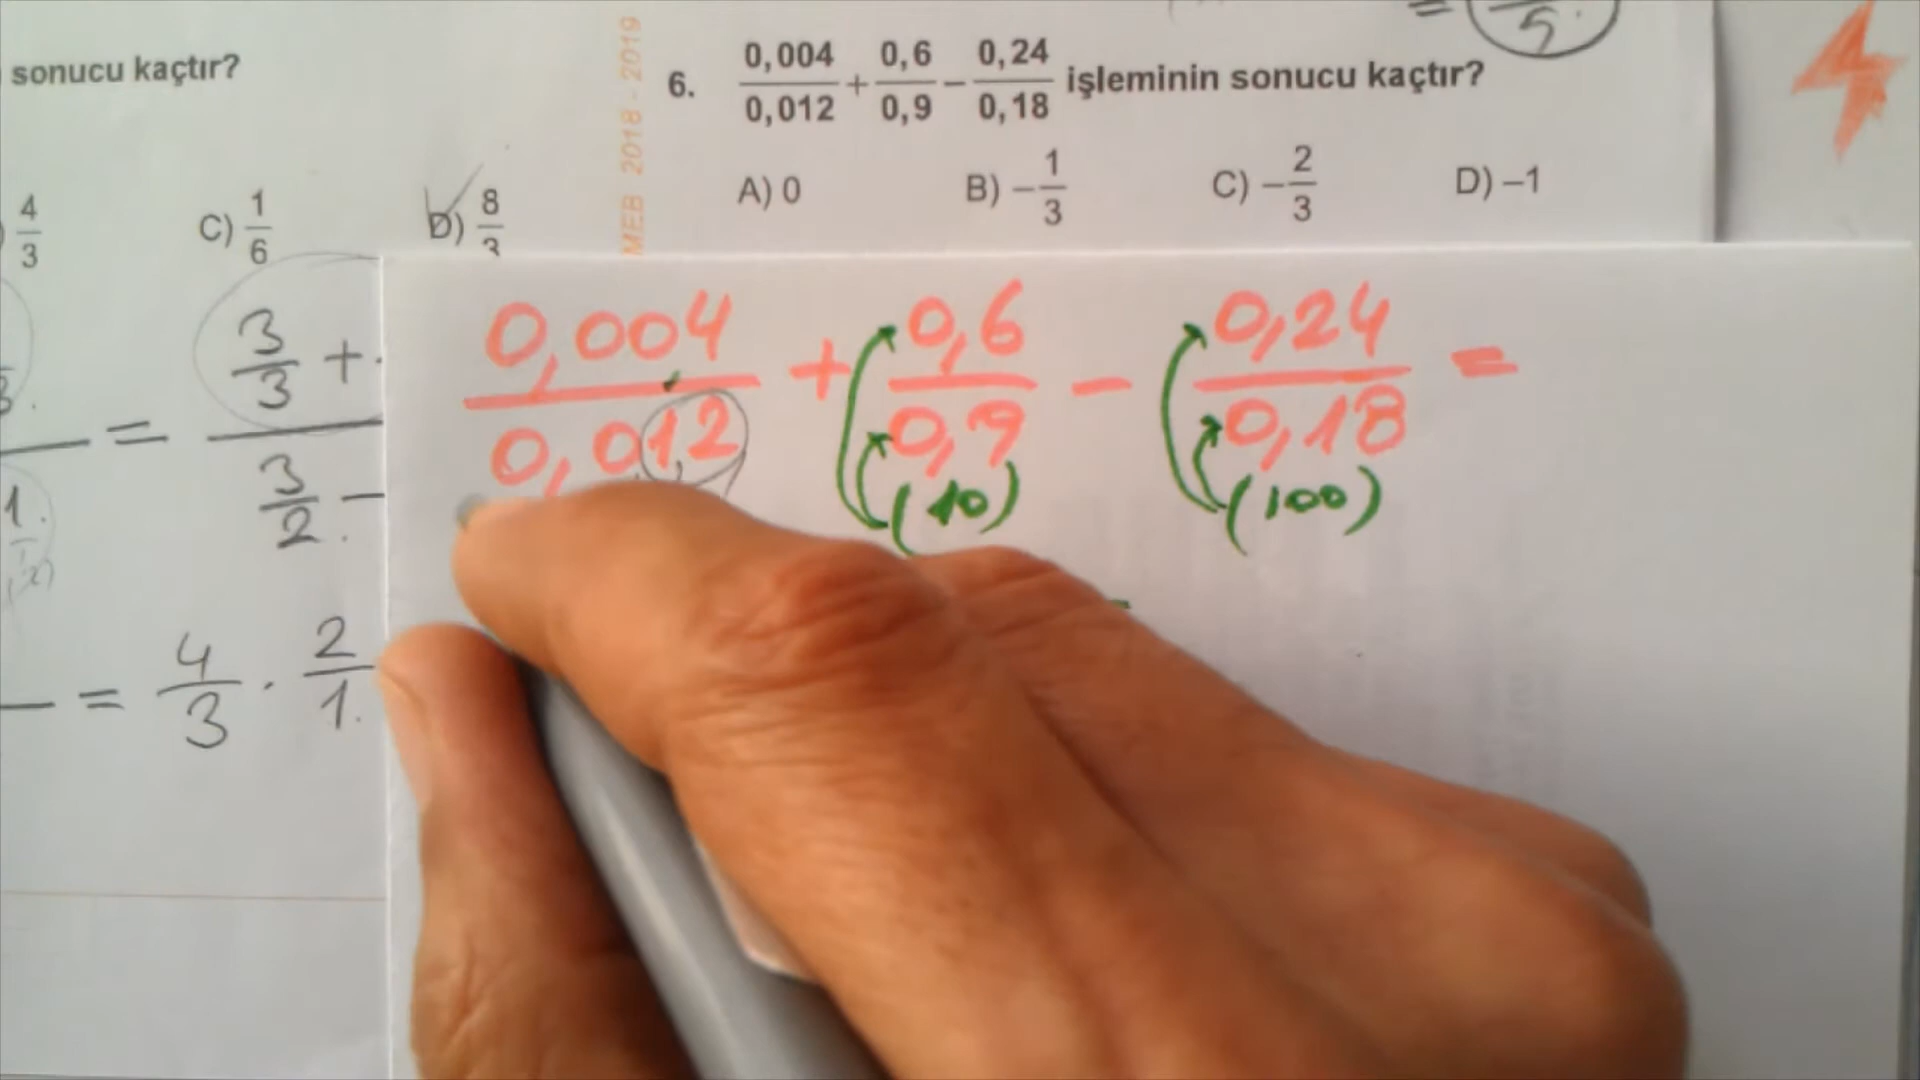 sonucu kaçtır?
4/3 C) 1/6 D) 8/3
MEB 2018 - 2019
6. 0,004/0,012 + 0,6/0,9 − 0,24/0,18 işleminin sonucu kaçtır?
A) 0 B) −1/3 C) −2/3 D) −1
= 5.
0,004/0,012 + 0,6/0,9 − 0,24/0,18 =
(10) (100)
= 3/3 +
3/2 −
= 4/3 · 2/1.